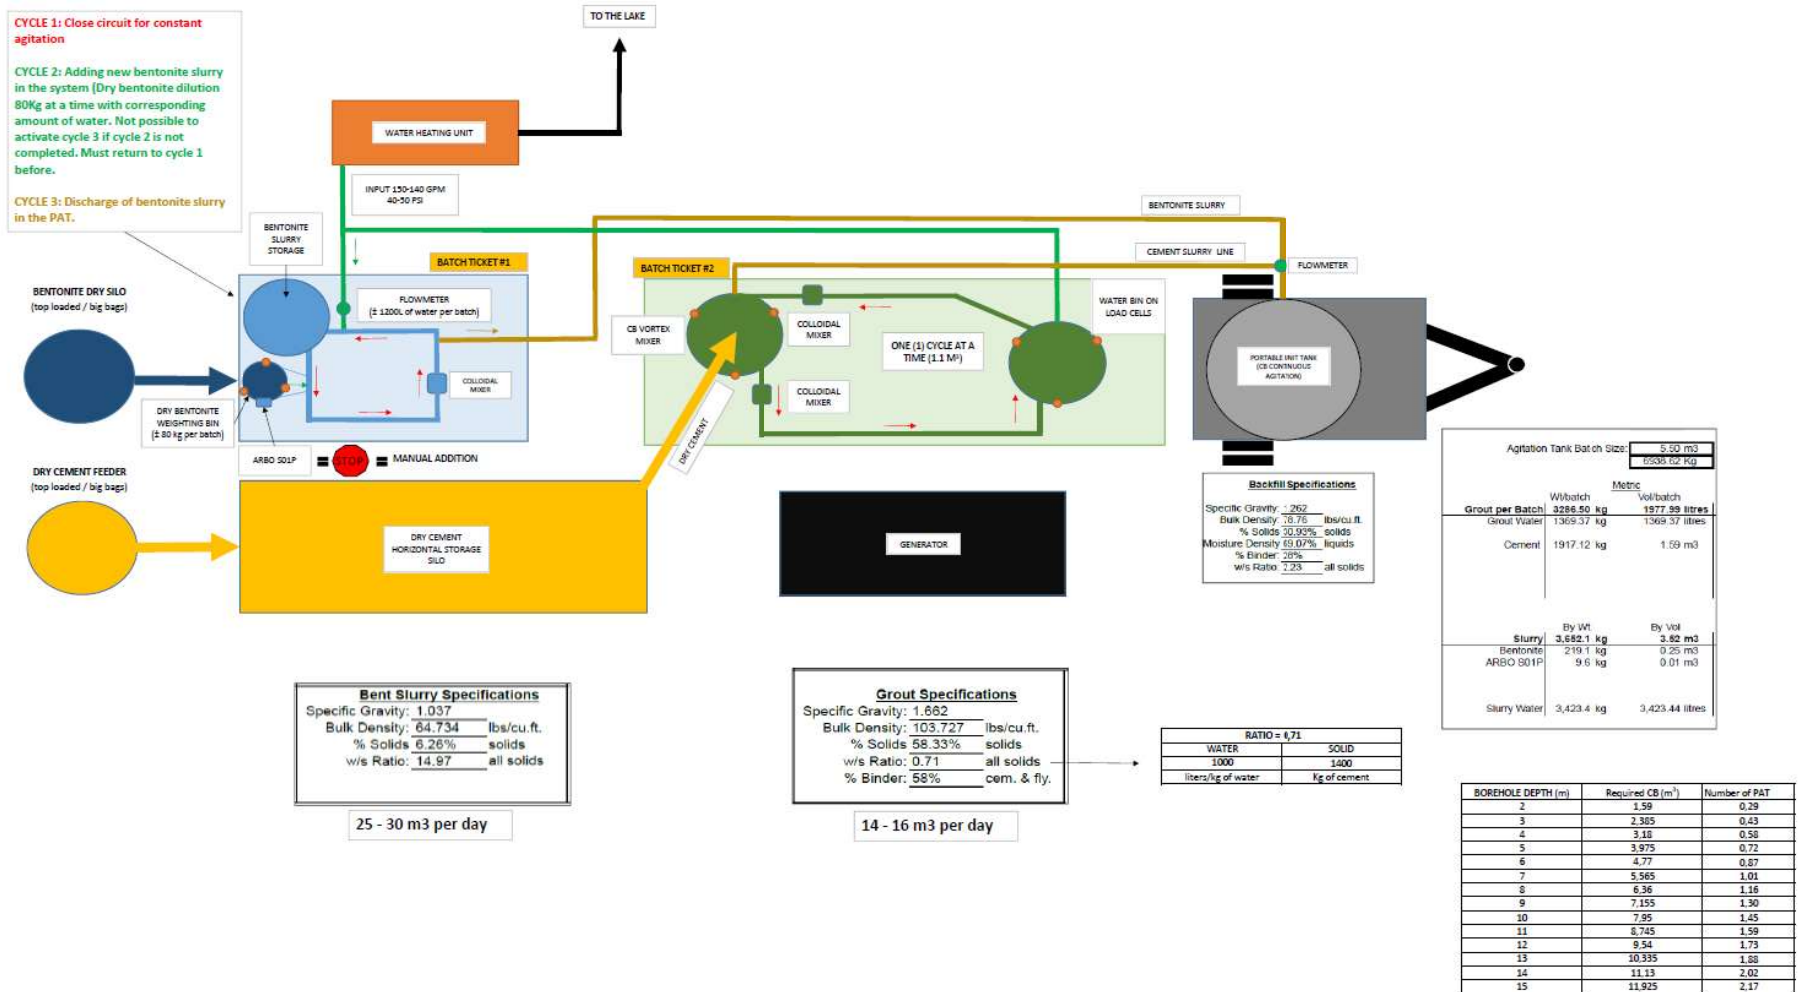 CYCLE 1: Close circuit for constant
agitation
CYCLE 2: Adding new bentonite slurry
in the system (Dry bentonite dilution
80Kg at a time with corresponding
amount of water. Not possible to
activate cycle 3 if cycle 2 is not
completed. Must return to cycle 1
before.
CYCLE 3: Discharge of bentonite slurry
in the PAT.
TO THE LAKE
WATER HEATING UNIT
INPUT 150-140 GPM
40-50 PSI
BENTONITE
SLURRY
STORAGE
BATCH TICKET #1
FLOWMETER
(± 1200L of water per batch)
COLLOIDAL
MIXER
BENTONITE DRY SILO
(top loaded / big bags)
DRY BENTONITE
WEIGHTING BIN
(± 80 kg per batch)
ARBO S01P
=
STOP
= MANUAL ADDITION
DRY CEMENT FEEDER
(top loaded / big bags)
DRY CEMENT
HORIZONTAL STORAGE
SILO
BENTONITE SLURRY
CEMENT SLURRY LINE
FLOWMETER
BATCH TICKET #2
CB VORTEX
MIXER
COLLOIDAL
MIXER
COLLOIDAL
MIXER
ONE (1) CYCLE AT A
TIME (1.1 M³)
WATER BIN ON
LOAD CELLS
DRY CEMENT
GENERATOR
PORTABLE INIT TANK
(CB CONTINUOUS
AGITATION)
Backfill Specifications
Specific Gravity: 1.262
Bulk Density: 78.76 lbs/cu.ft.
% Solids 30.93% solids
Moisture Density 69.07% liquids
% Binder: 28%
w/s Ratio: 2.23 all solids
Agitation Tank Batch Size: 5.50 m3
6938.62 Kg
Metric
Wt/batch Vol/batch
Grout per Batch 3286.50 kg 1977.99 litres
Grout Water 1369.37 kg 1369.37 litres
Cement 1917.12 kg 1.59 m3
By Wt. By Vol
Slurry 3,652.1 kg 3.52 m3
Bentonite 219.1 kg 0.25 m3
ARBO S01P 9.6 kg 0.01 m3
Slurry Water 3,423.4 kg 3,423.44 litres
Bent Slurry Specifications
Specific Gravity: 1.037
Bulk Density: 64.734 lbs/cu.ft.
% Solids 6.26% solids
w/s Ratio: 14.97 all solids
25 - 30 m3 per day
Grout Specifications
Specific Gravity: 1.662
Bulk Density: 103.727 lbs/cu.ft.
% Solids 58.33% solids
w/s Ratio: 0.71 all solids
% Binder: 58% cem. & fly.
14 - 16 m3 per day
RATIO = 0,71
WATER SOLID
1000 1400
liters/kg of water Kg of cement
BOREHOLE DEPTH (m) Required CB (m³) Number of PAT
2 1,59 0,29
3 2,385 0,43
4 3,18 0,58
5 3,975 0,72
6 4,77 0,87
7 5,565 1,01
8 6,36 1,16
9 7,155 1,30
10 7,95 1,45
11 8,745 1,59
12 9,54 1,73
13 10,335 1,88
14 11,13 2,02
15 11,925 2,17